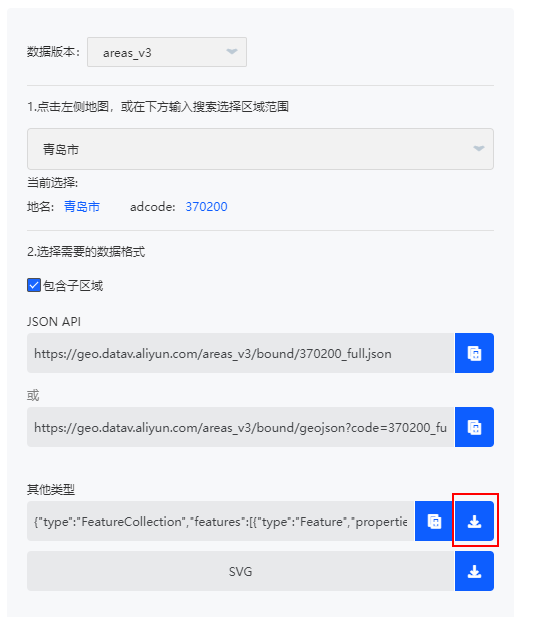 数据版本： areas_v3
1.点击左侧地图，或在下方输入搜索选择区域范围
青岛市
当前选择:
地名: 青岛市 adcode: 370200
2.选择需要的数据格式
包含子区域
JSON API
https://geo.datav.aliyun.com/areas_v3/bound/370200_full.json
或
https://geo.datav.aliyun.com/areas_v3/bound/geojson?code=370200_fu
其他类型
{"type":"FeatureCollection","features":[{"type":"Feature","propertie
SVG